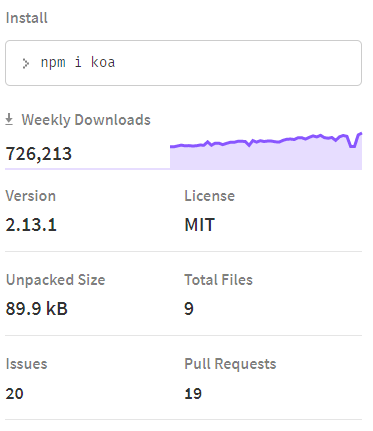 Install
npm i koa
Weekly Downloads
726,213
Version
License
2.13.1
MIT
Unpacked Size
Total Files
89.9 kB
9
Issues
Pull Requests
20
19